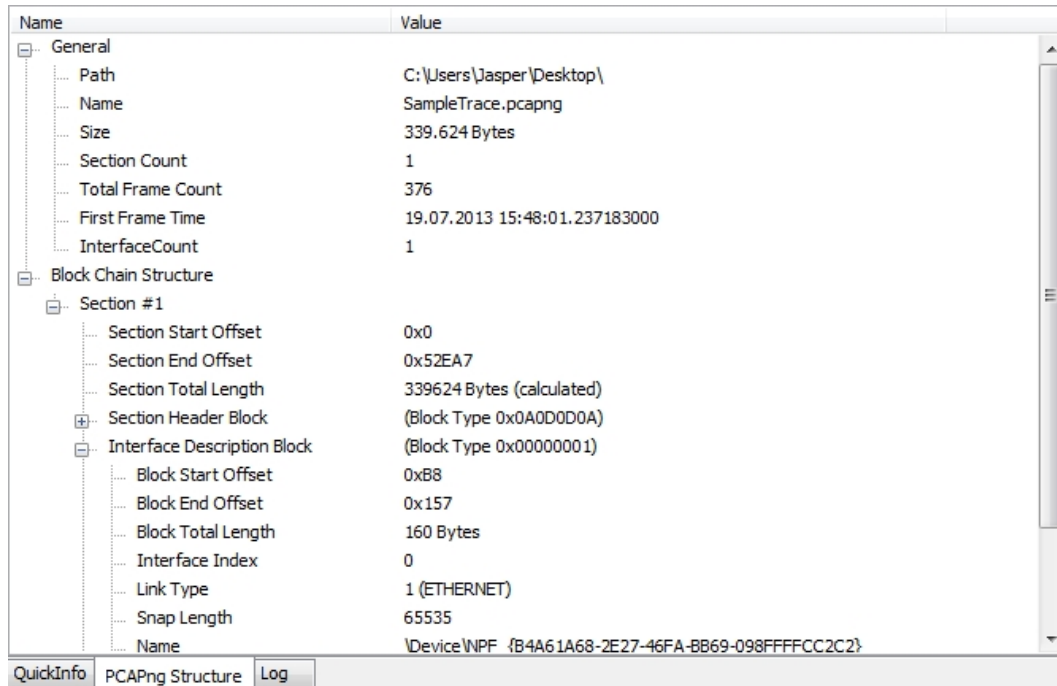 Name Value
General
Path C:\Users\Jasper\Desktop\
Name SampleTrace.pcapng
Size 339.624 Bytes
Section Count 1
Total Frame Count 376
First Frame Time 19.07.2013 15:48:01.237183000
InterfaceCount 1
Block Chain Structure
Section #1
Section Start Offset 0x0
Section End Offset 0x52EA7
Section Total Length 339624 Bytes (calculated)
Section Header Block (Block Type 0x0A0D0D0A)
Interface Description Block (Block Type 0x00000001)
Block Start Offset 0xB8
Block End Offset 0x157
Block Total Length 160 Bytes
Interface Index 0
Link Type 1 (ETHERNET)
Snap Length 65535
Name \Device\NPF_{B4A61A68-2E27-46FA-BB69-098FFFFCC2C2}
QuickInfo PCAPng Structure Log